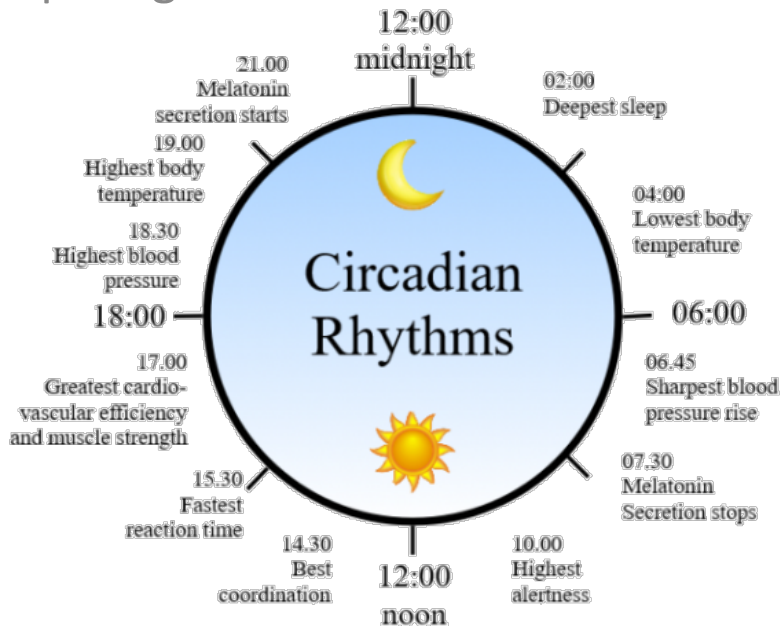 12:00
midnight
02:00
Deepest sleep
04:00
Lowest body
temperature
06:00
06.45
Sharpest blood
pressure rise
07.30
Melatonin
Secretion stops
10.00
Highest
alertness
12:00
noon
14.30
Best
coordination
15.30
Fastest
reaction time
17.00
Greatest cardio-
vascular efficiency
and muscle strength
18:00
18.30
Highest blood
pressure
19.00
Highest body
temperature
21.00
Melatonin
secretion starts
Circadian
Rhythms